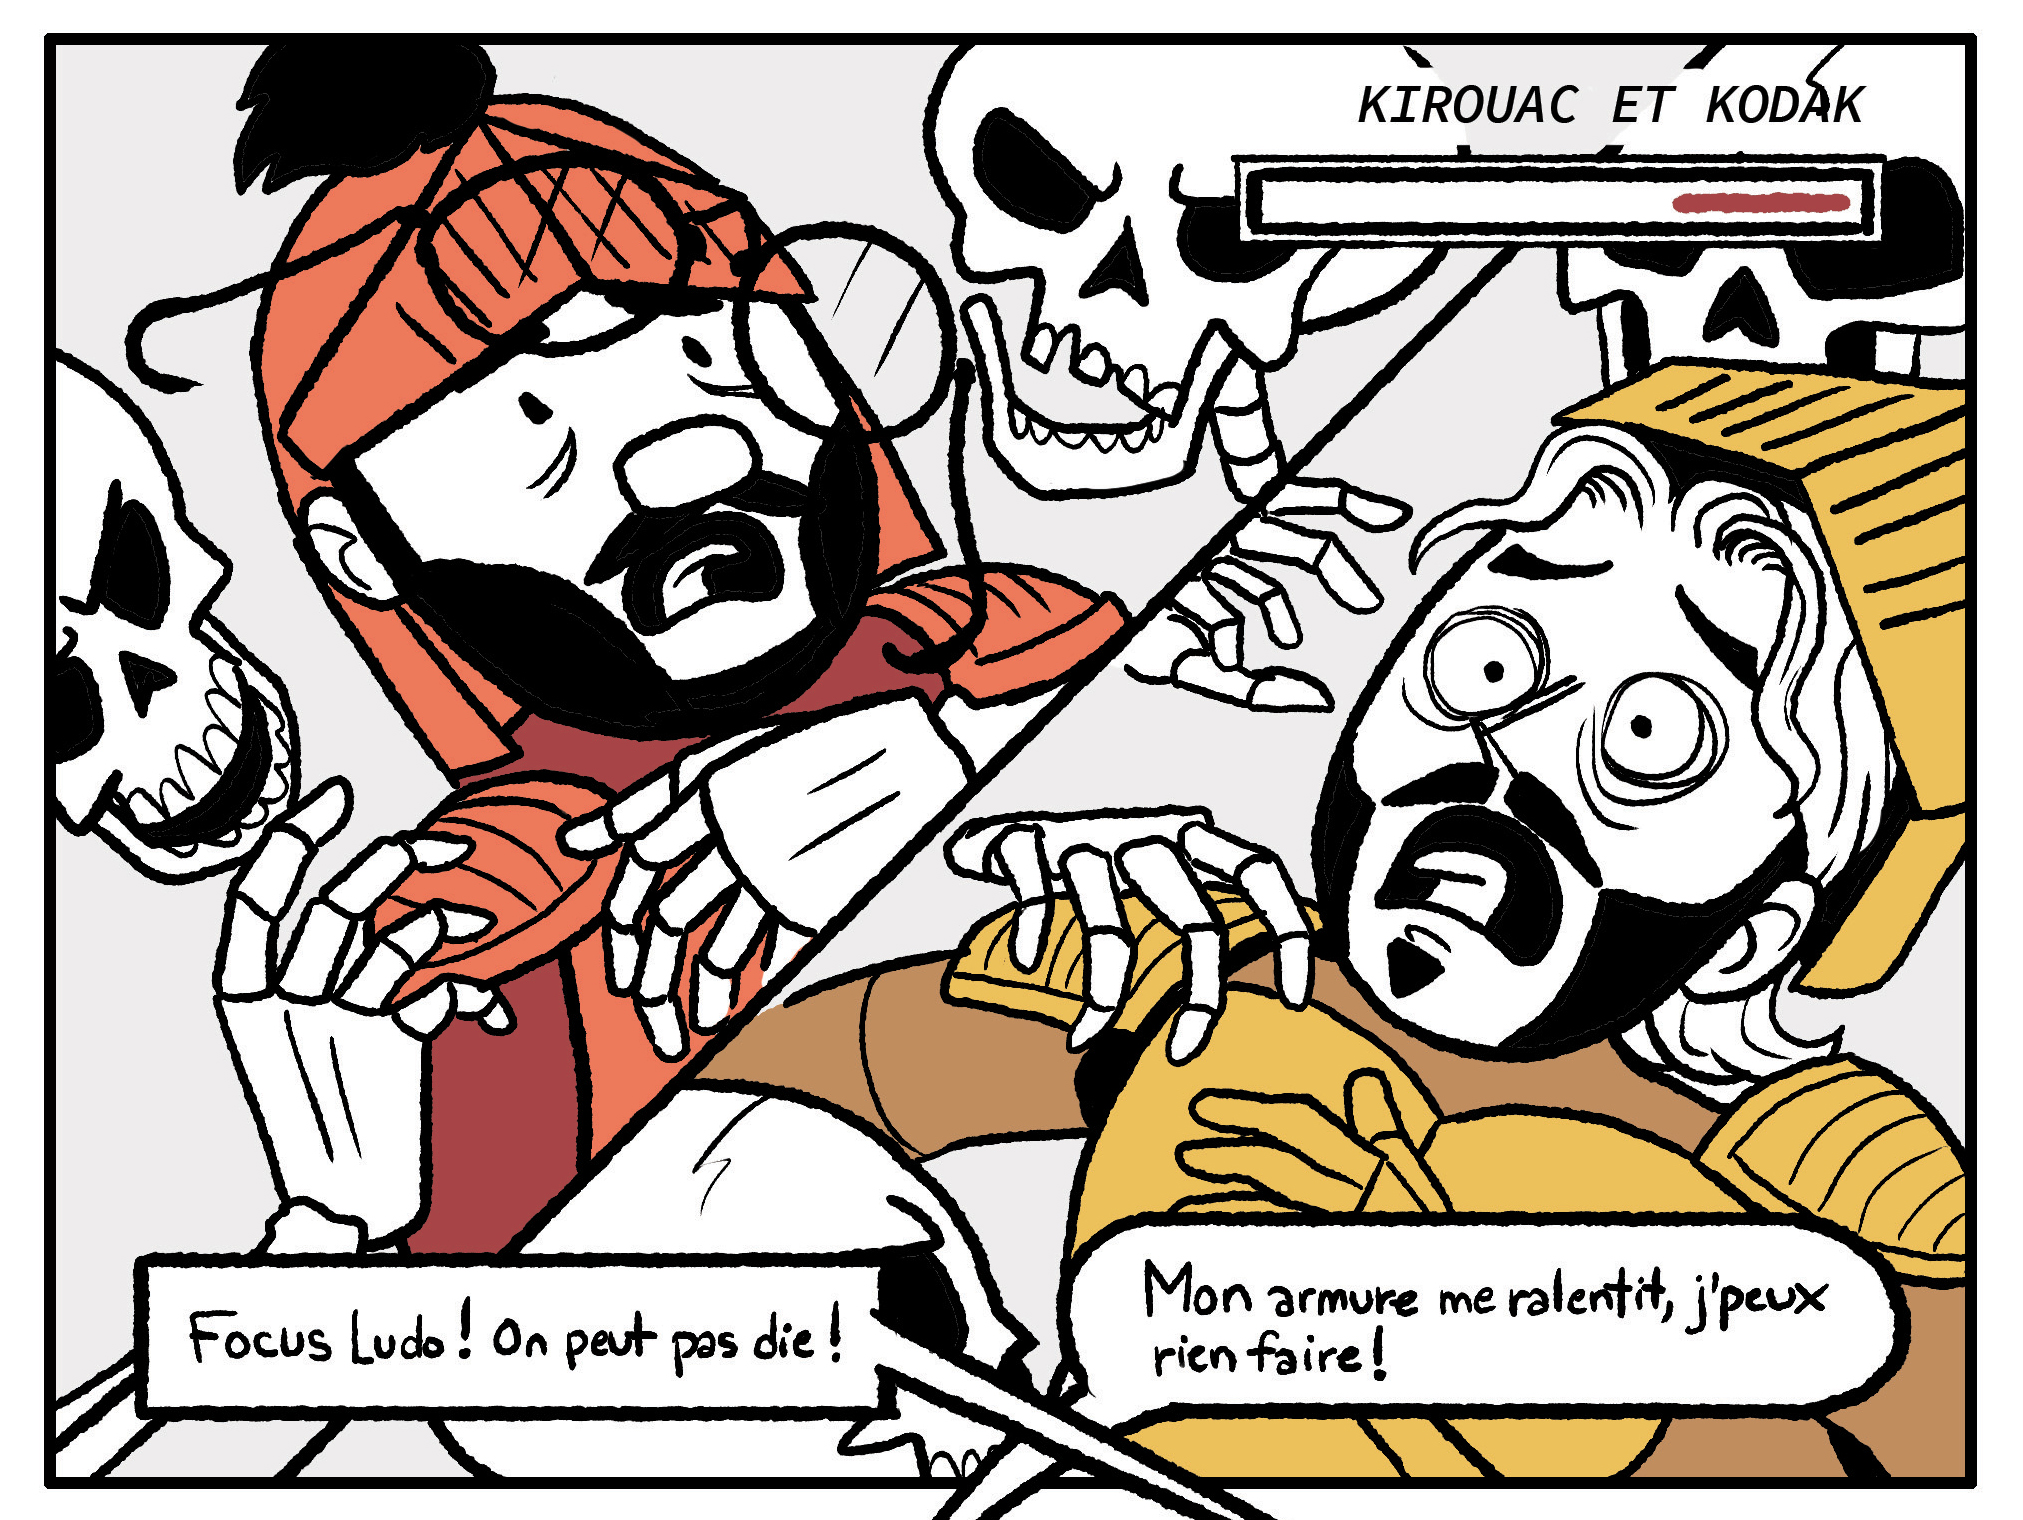 KIROUAC ET KODAK
Focus Ludo! On peut pas die!
Mon armure me ralentit, j'peux
rien faire!